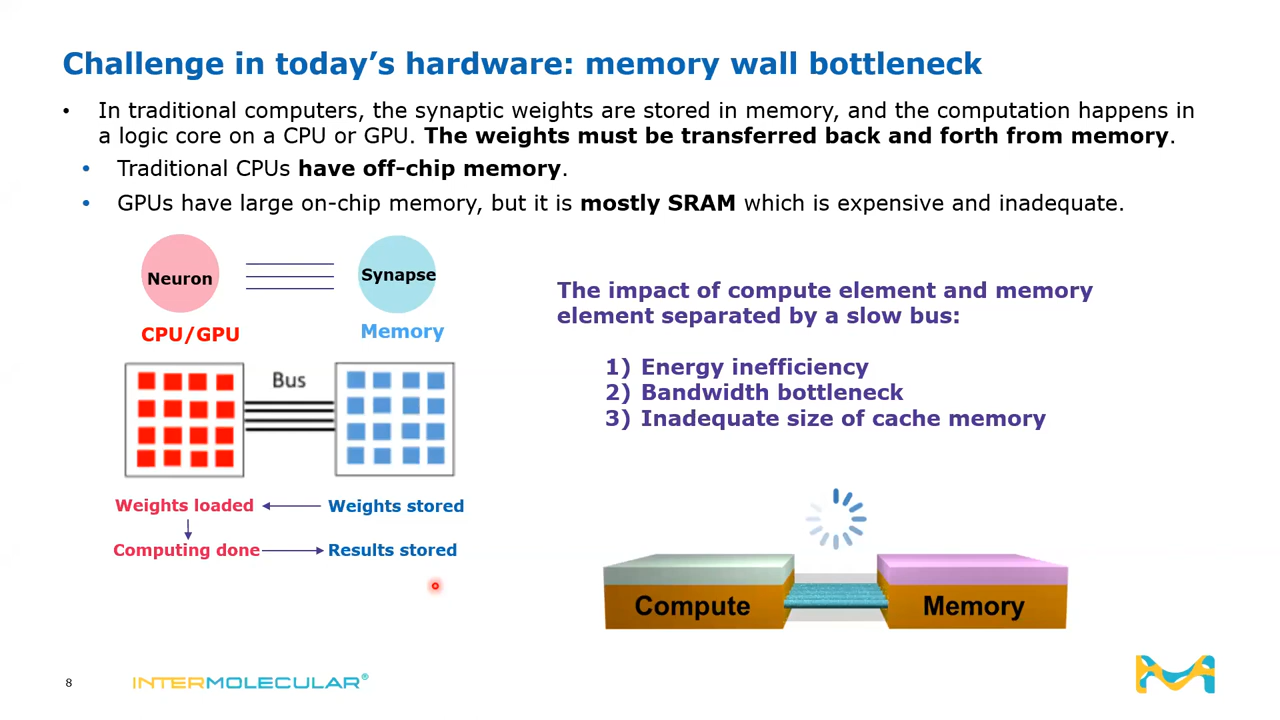 Challenge in today’s hardware: memory wall bottleneck
• In traditional computers, the synaptic weights are stored in memory, and the computation happens in
a logic core on a CPU or GPU. The weights must be transferred back and forth from memory.
• Traditional CPUs have off-chip memory.
• GPUs have large on-chip memory, but it is mostly SRAM which is expensive and inadequate.
Neuron
Synapse
CPU/GPU
Memory
Bus
Weights loaded
Weights stored
Computing done
Results stored
The impact of compute element and memory
element separated by a slow bus:
1) Energy inefficiency
2) Bandwidth bottleneck
3) Inadequate size of cache memory
Compute
Memory
8
INTERMOLECULAR®